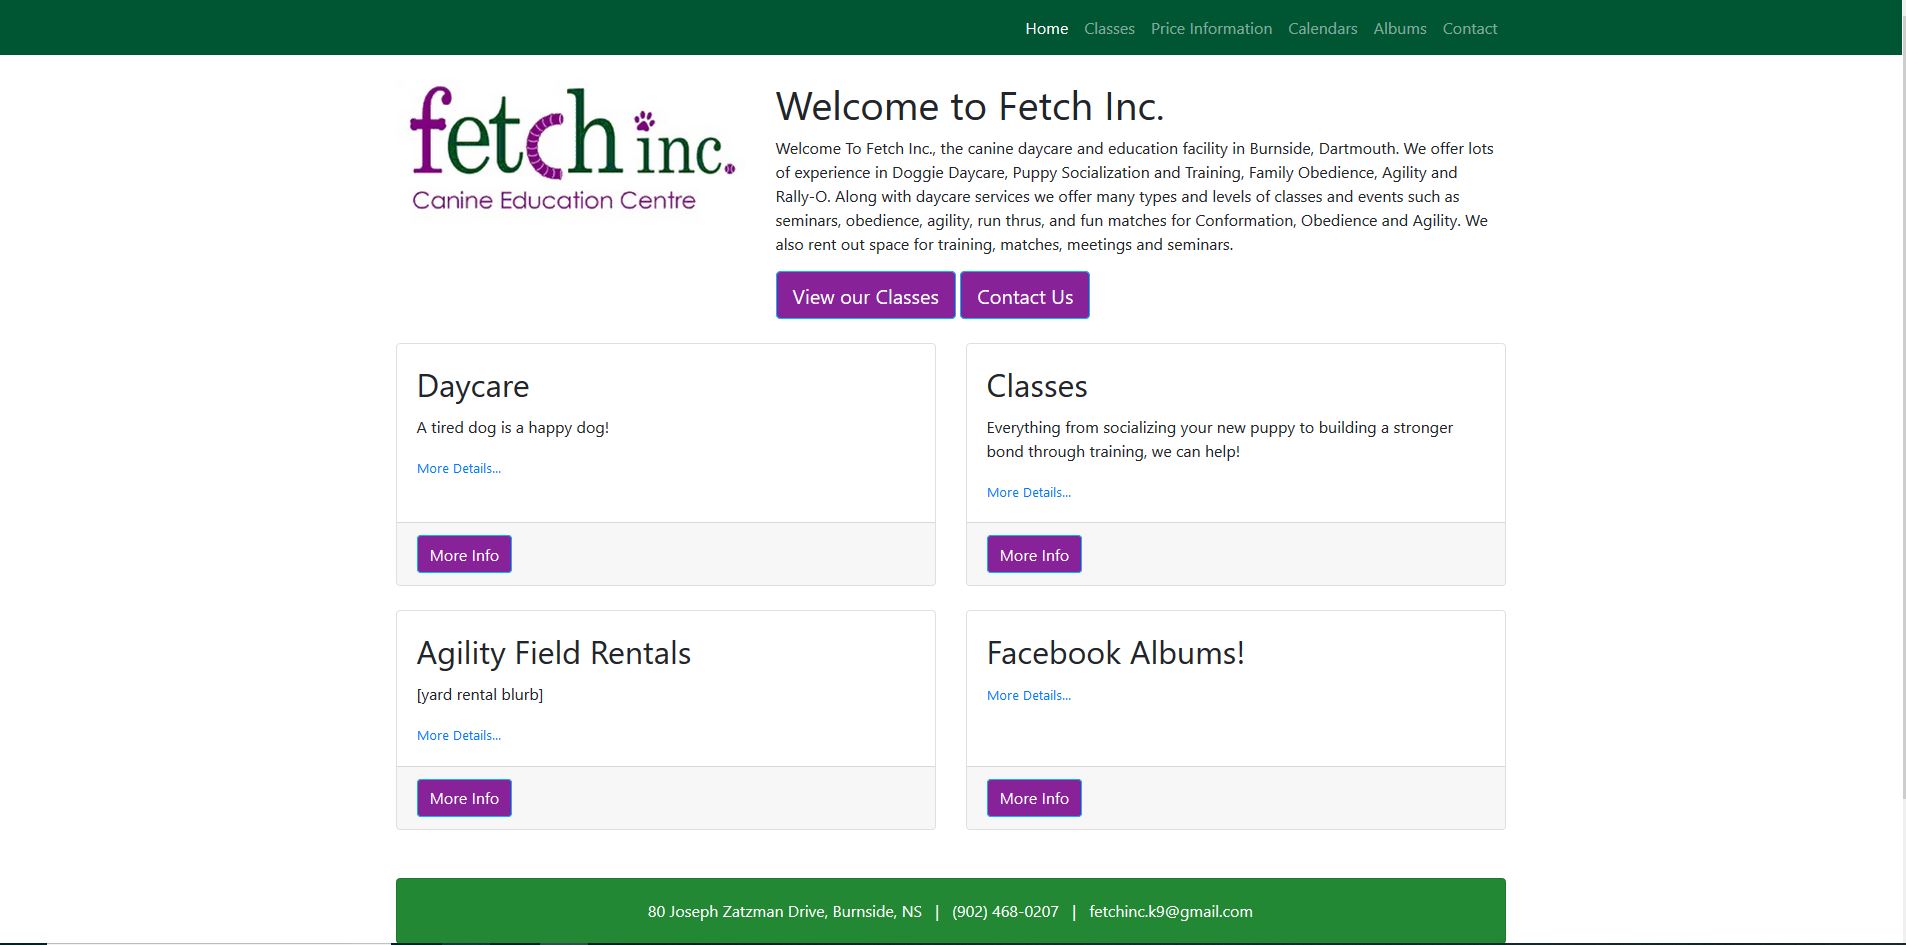 Home Classes Price Information Calendars Albums Contact
fetch inc.
Canine Education Centre
Welcome to Fetch Inc.
Welcome To Fetch Inc., the canine daycare and education facility in Burnside, Dartmouth. We offer lots
of experience in Doggie Daycare, Puppy Socialization and Training, Family Obedience, Agility and
Rally-O. Along with daycare services we offer many types and levels of classes and events such as
seminars, obedience, agility, run thrus, and fun matches for Conformation, Obedience and Agility. We
also rent out space for training, matches, meetings and seminars.
View our Classes Contact Us
Daycare
A tired dog is a happy dog!
More Details...
More Info
Classes
Everything from socializing your new puppy to building a stronger
bond through training, we can help!
More Details...
More Info
Agility Field Rentals
[yard rental blurb]
More Details...
More Info
Facebook Albums!
More Details...
More Info
80 Joseph Zatzman Drive, Burnside, NS | (902) 468-0207 | fetchinc.k9@gmail.com